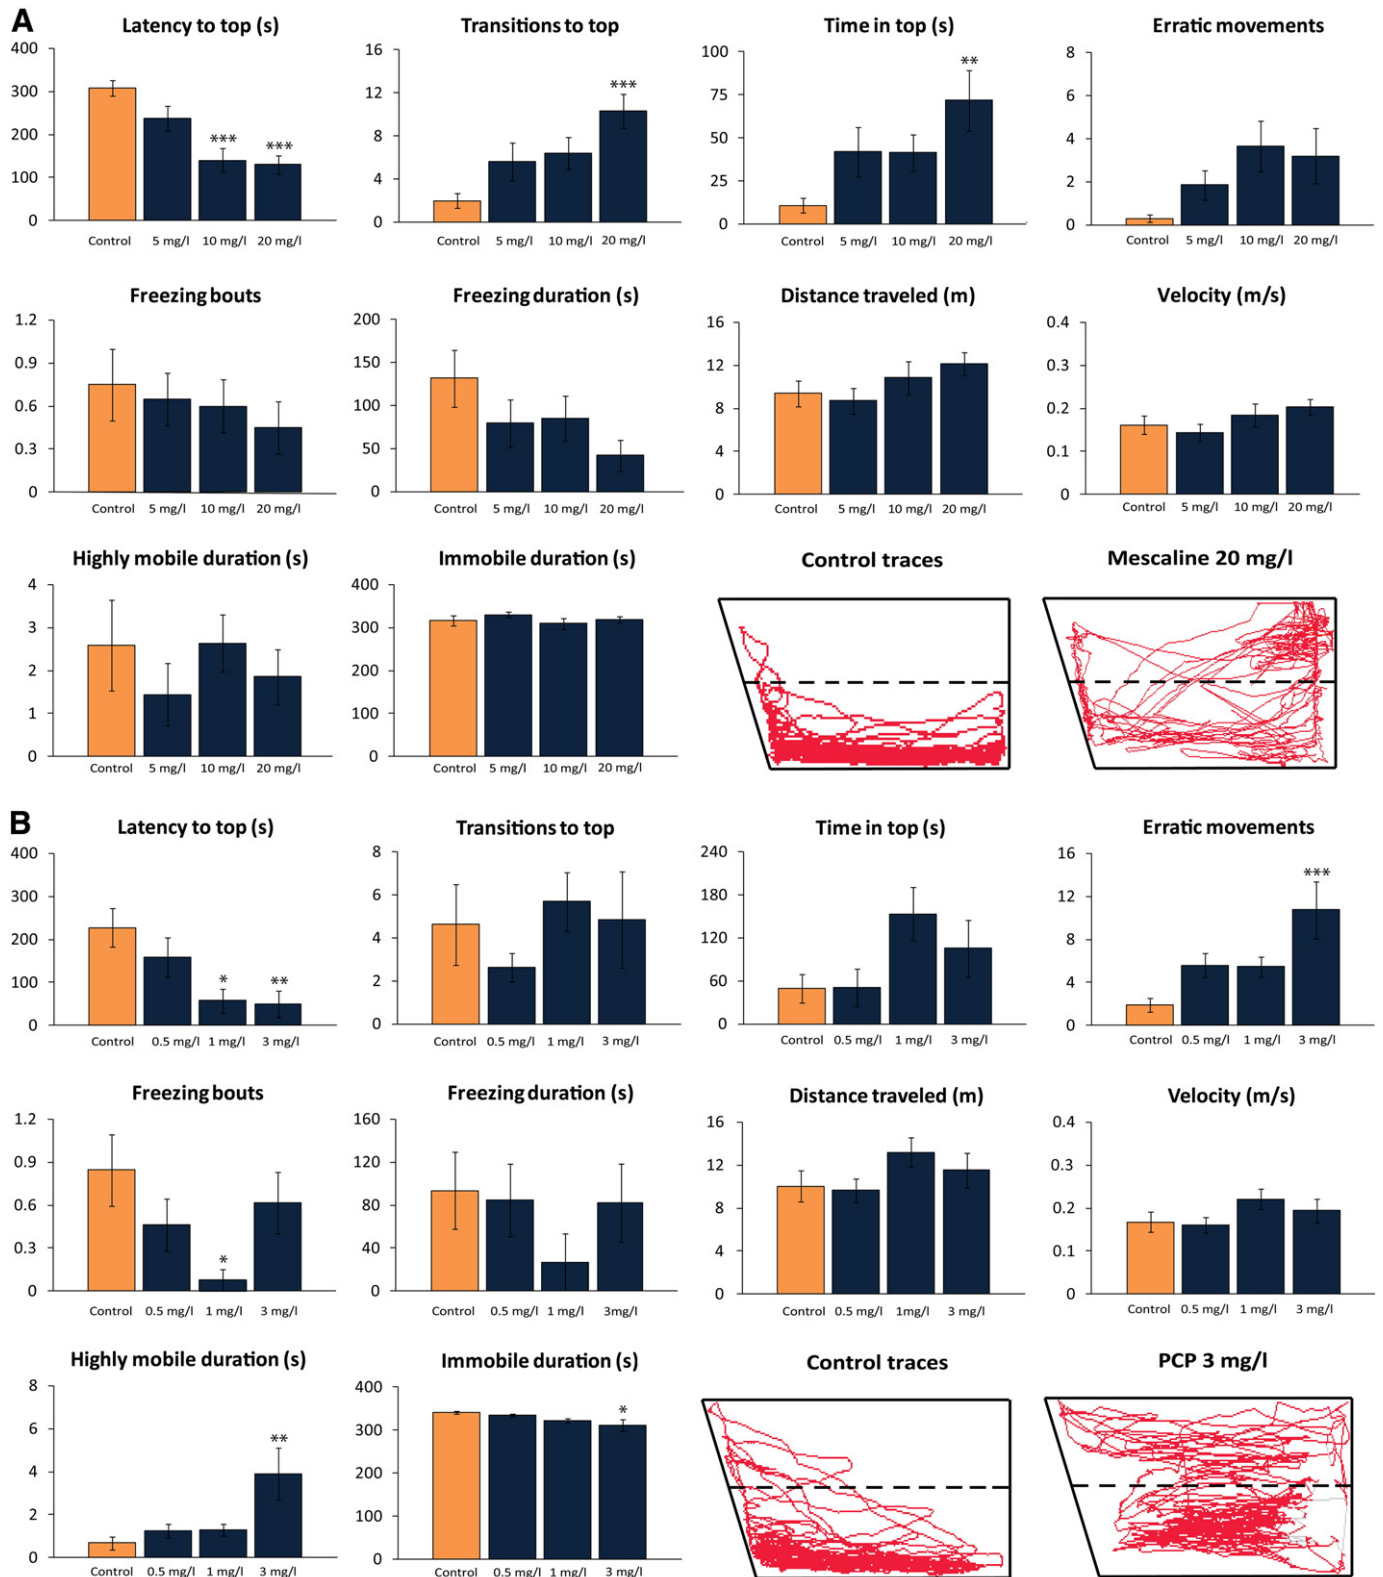 A
Latency to top (s)
400
300
200
100
0
Control 5 mg/l 10 mg/l 20 mg/l
*** ***
Transitions to top
16
12
8
4
0
Control 5 mg/l 10 mg/l 20 mg/l
***
Time in top (s)
100
75
50
25
0
Control 5 mg/l 10 mg/l 20 mg/l
**
Erratic movements
8
6
4
2
0
Control 5 mg/l 10 mg/l 20 mg/l
Freezing bouts
1.2
0.9
0.6
0.3
0
Control 5 mg/l 10 mg/l 20 mg/l
Freezing duration (s)
200
150
100
50
0
Control 5 mg/l 10 mg/l 20 mg/l
Distance traveled (m)
16
12
8
4
0
Control 5 mg/l 10 mg/l 20 mg/l
Velocity (m/s)
0.4
0.3
0.2
0.1
0
Control 5 mg/l 10 mg/l 20 mg/l
Highly mobile duration (s)
4
3
2
1
0
Control 5 mg/l 10 mg/l 20 mg/l
Immobile duration (s)
400
300
200
100
0
Control 5 mg/l 10 mg/l 20 mg/l
Control traces
Mescaline 20 mg/l
B
Latency to top (s)
400
300
200
100
0
Control 0.5 mg/l 1 mg/l 3 mg/l
* **
Transitions to top
8
6
4
2
0
Control 0.5 mg/l 1 mg/l 3 mg/l
Time in top (s)
240
180
120
60
0
Control 0.5 mg/l 1 mg/l 3 mg/l
Erratic movements
16
12
8
4
0
Control 0.5 mg/l 1 mg/l 3 mg/l
***
Freezing bouts
1.2
0.9
0.6
0.3
0
Control 0.5 mg/l 1 mg/l 3 mg/l
*
Freezing duration (s)
160
120
80
40
0
Control 0.5 mg/l 1 mg/l 3mg/l
Distance traveled (m)
16
12
8
4
0
Control 0.5 mg/l 1mg/l 3 mg/l
Velocity (m/s)
0.4
0.3
0.2
0.1
0
Control 0.5 mg/l 1 mg/l 3 mg/l
Highly mobile duration (s)
8
6
4
2
0
Control 0.5 mg/l 1 mg/l 3 mg/l
**
Immobile duration (s)
400
300
200
100
0
Control 0.5 mg/l 1 mg/l 3 mg/l
*
Control traces
PCP 3 mg/l